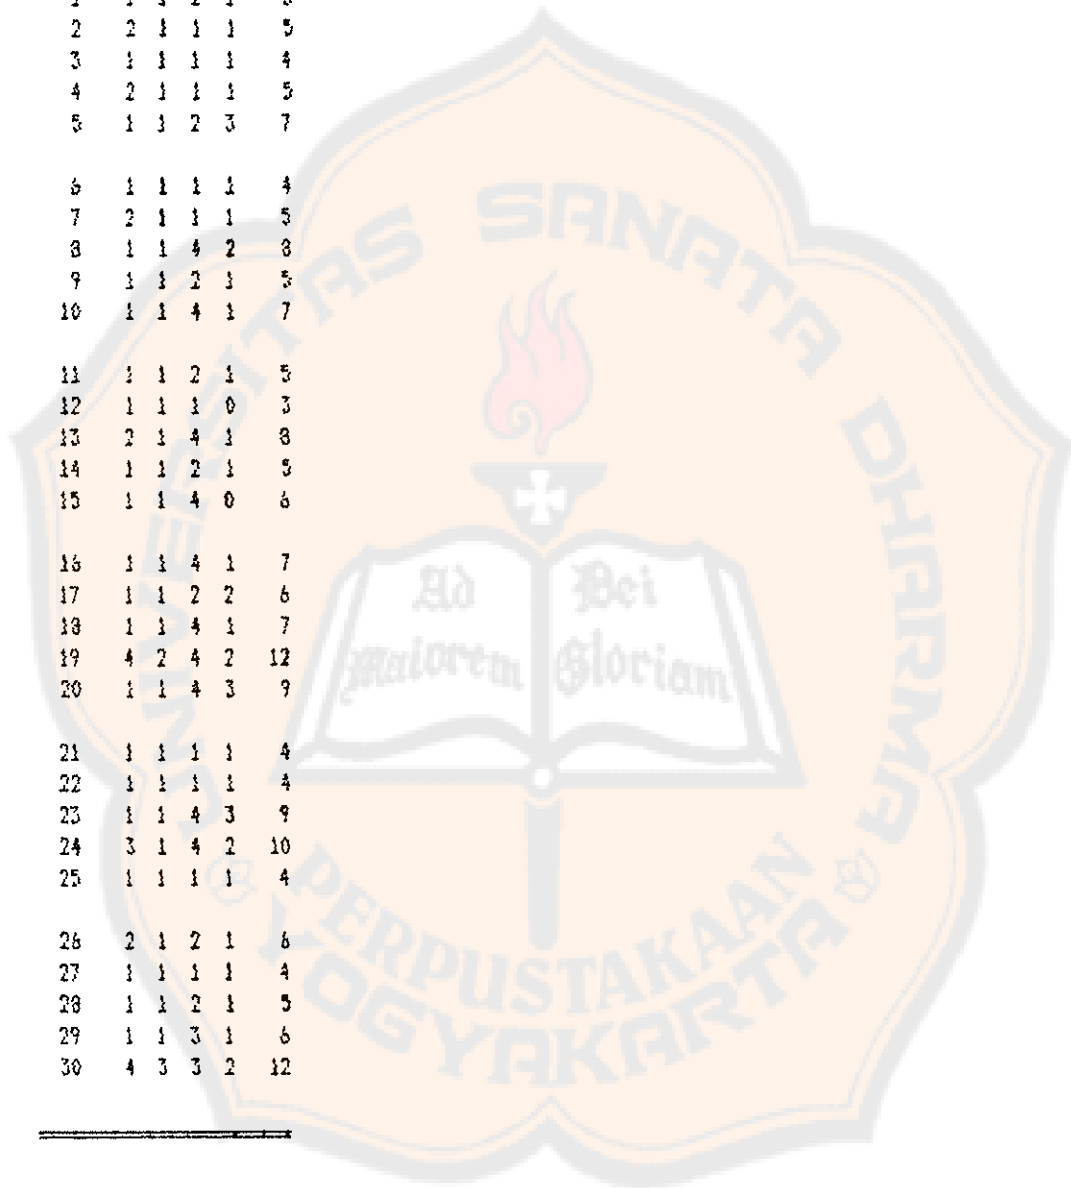 2 2 1 1 1 5
3 1 1 1 1 4
4 2 1 1 1 5
5 1 1 2 3 7
6 1 1 1 1 4
7 2 1 1 1 5
8 1 1 4 2 8
9 1 1 2 1 5
10 1 1 4 1 7
11 1 1 2 1 5
12 1 1 1 0 3
13 2 1 4 1 8
14 1 1 2 1 5
15 1 1 4 0 6
16 1 1 4 1 7
17 1 1 2 2 6
18 1 1 4 1 7
19 4 2 4 2 12
20 1 1 4 3 9
21 1 1 1 1 4
22 1 1 1 1 4
23 1 1 4 3 9
24 3 1 4 2 10
25 1 1 1 1 4
26 2 1 2 1 6
27 1 1 1 1 4
28 1 1 2 1 5
29 1 1 3 1 6
30 4 3 3 2 12
UNIVERSITAS SANATA DHARMA
Ad Dei
maiorem Gloriam
PERPUSTAKAAN
YOGYAKARTA